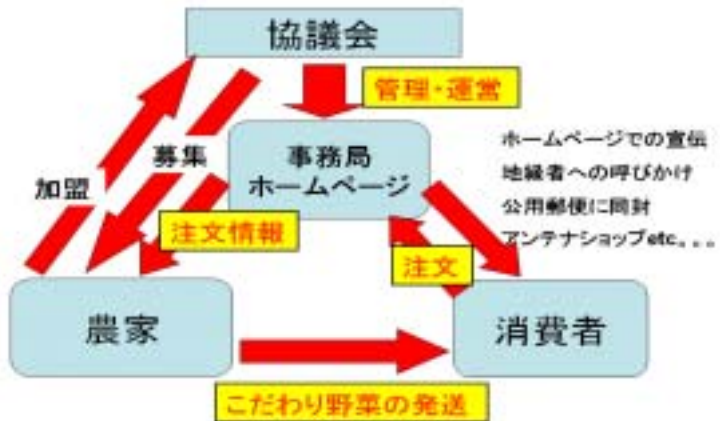 協議会
管理・運営
募集
加盟
事務局
ホームページ
ホームページでの宣伝
地縁者への呼びかけ
公用郵便に同封
アンテナショップetc。。。
注文情報
注文
農家
消費者
こだわり野菜の発送